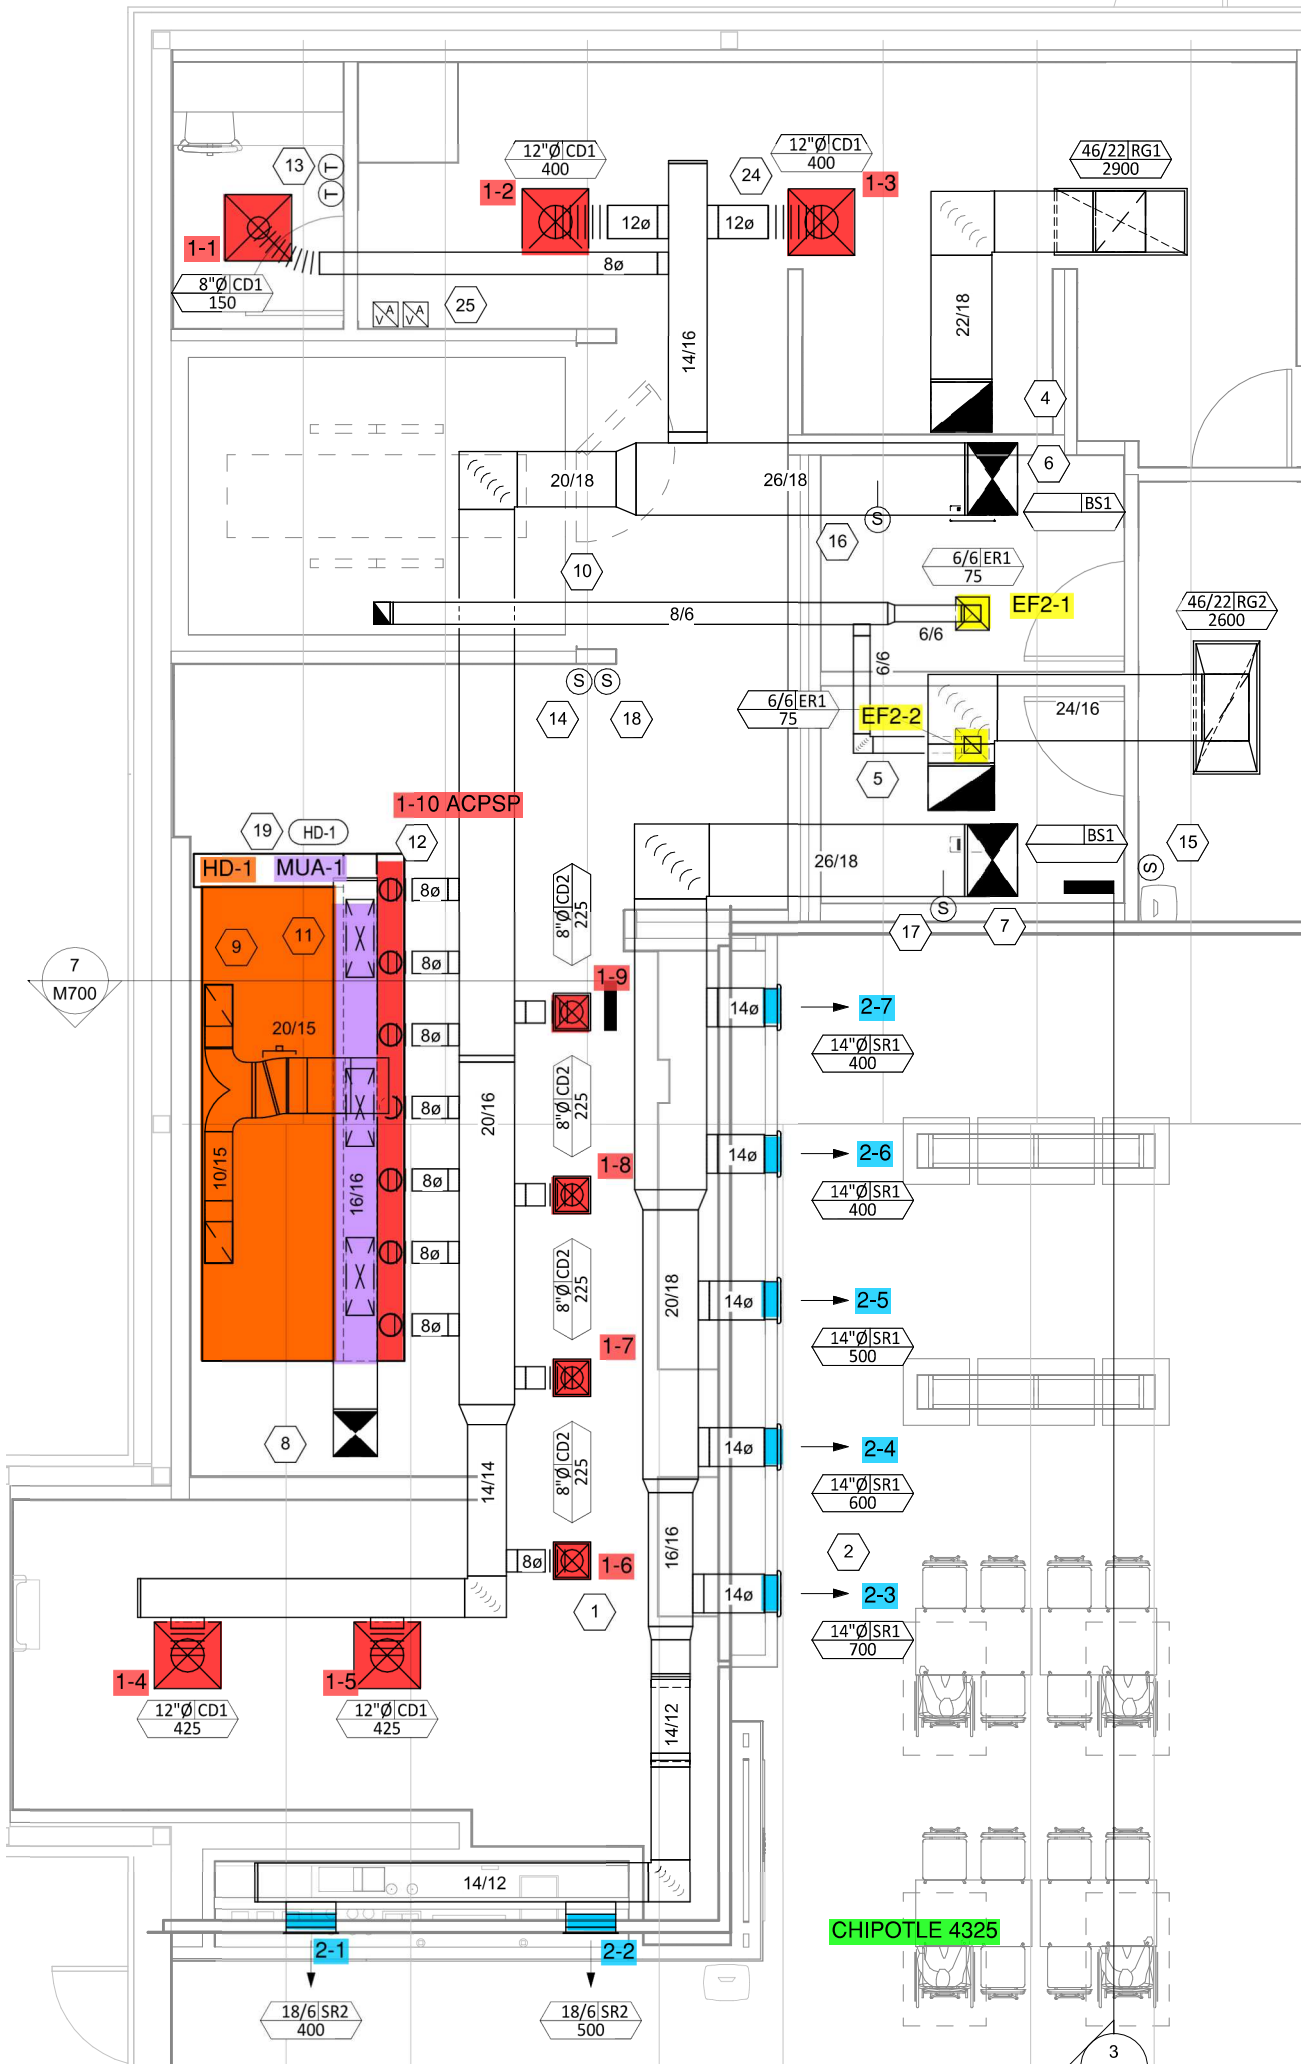 12"Ø CD1
400
12"Ø CD1
400
46/22 RG1
2900
13
T
T
24
1-2
1-3
12ø
12ø
1-1
8ø
8"Ø CD1
150
V A
V A
25
14/16
22/18
4
6
20/18
26/18
BS1
S
16
10
6/6 ER1
75
EF2-1
46/22 RG2
2600
8/6
6/6
6/6
S
S
14
18
6/6 ER1
75
EF2-2
24/16
5
1-10 ACPSP
19
HD-1
12
BS1
15
S
26/18
HD-1
MUA-1
8ø
8"Ø CD2
225
S
17
7
9
11
8ø
7
M700
1-9
14ø
2-7
20/15
8ø
14"Ø SR1
400
8ø
20/16
8"Ø CD2
225
10/15
16/16
8ø
1-8
14ø
2-6
14"Ø SR1
400
8ø
8"Ø CD2
225
20/18
14ø
2-5
8ø
14"Ø SR1
500
1-7
8
14ø
2-4
14/14
8"Ø CD2
225
14"Ø SR1
600
8ø
1-6
16/16
2
14ø
2-3
1
14"Ø SR1
700
1-4
1-5
12"Ø CD1
425
12"Ø CD1
425
14/12
14/12
CHIPOTLE 4325
2-1
2-2
18/6 SR2
400
18/6 SR2
500
3